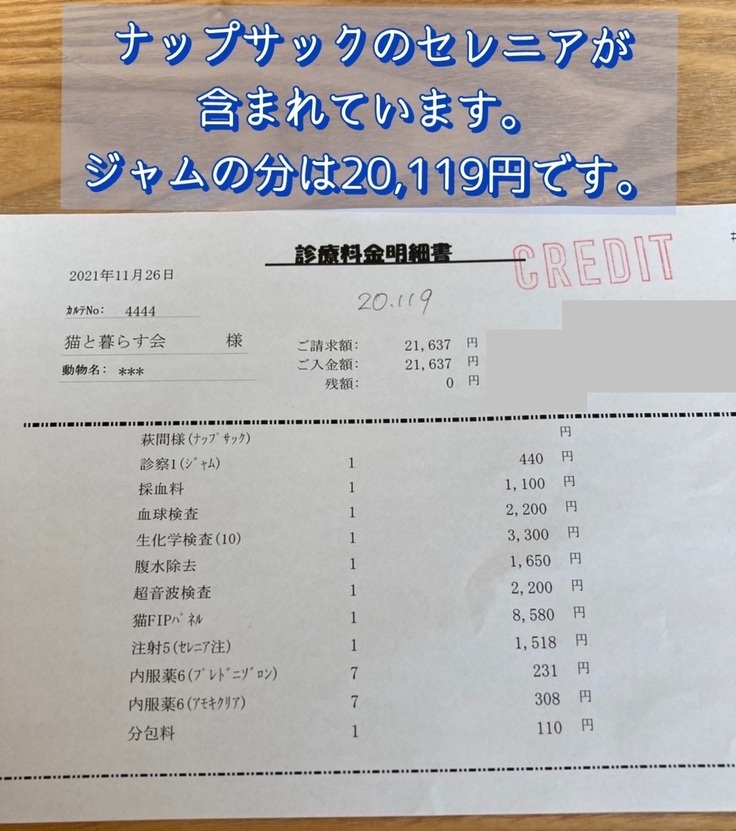 ナップサックのセレニアが
含まれています。
ジャムの分は20,119円です。
診療料金明細書
CREDIT
2021年11月26日
20.119
ｶﾙﾃNo: 4444
猫と暮らす会 様
動物名: ***
ご請求額: 21,637 円
ご入金額: 21,637 円
残額: 0 円
萩間様(ﾅｯﾌﾟｻｯｸ) 円
診察1(ｼﾞｬﾑ) 1 440 円
採血料 1 1,100 円
血球検査 1 2,200 円
生化学検査(10) 1 3,300 円
腹水除去 1 1,650 円
超音波検査 1 2,200 円
猫FIPﾊﾟﾈﾙ 1 8,580 円
注射5(ｾﾚﾆｱ注) 1 1,518 円
内服薬6(ﾌﾟﾚﾄﾞﾆｿﾞﾛﾝ) 7 231 円
内服薬6(ｱﾓｷｸﾘｱ) 7 308 円
分包料 1 110 円